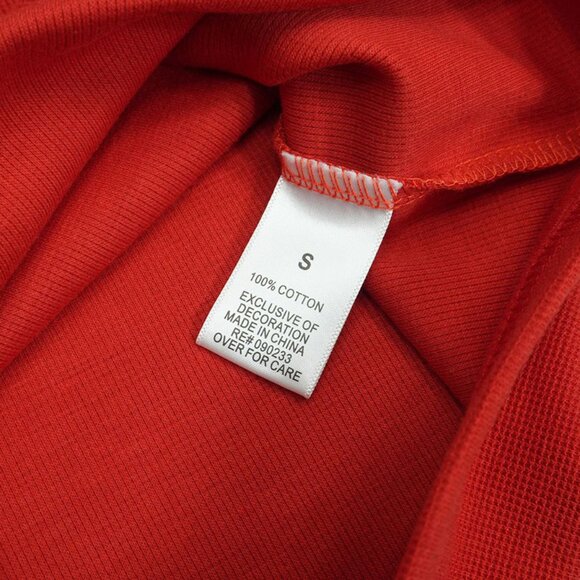 S
100% COTTON
EXCLUSIVE OF
DECORATION
MADE IN CHINA
RE# 090233
OVER FOR CARE